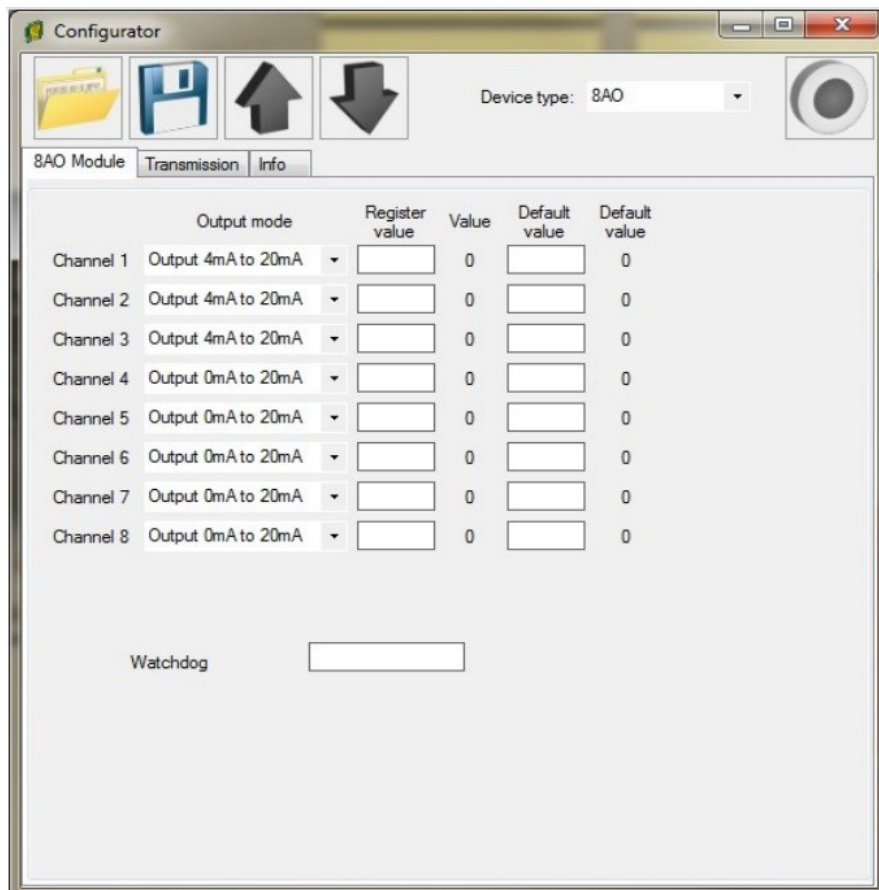 Configurator
Device type: 8AO
8AO Module Transmission Info
Output mode Register value Value Default value Default value
Channel 1 Output 4mA to 20mA 0 0
Channel 2 Output 4mA to 20mA 0 0
Channel 3 Output 4mA to 20mA 0 0
Channel 4 Output 0mA to 20mA 0 0
Channel 5 Output 0mA to 20mA 0 0
Channel 6 Output 0mA to 20mA 0 0
Channel 7 Output 0mA to 20mA 0 0
Channel 8 Output 0mA to 20mA 0 0
Watchdog